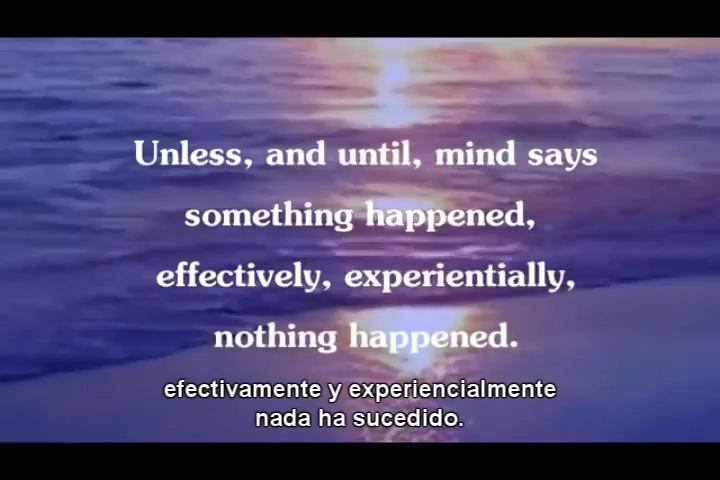 Unless, and until, mind says
something happened,
effectively, experientially,
nothing happened.
efectivamente y experiencialmente
nada ha sucedido.